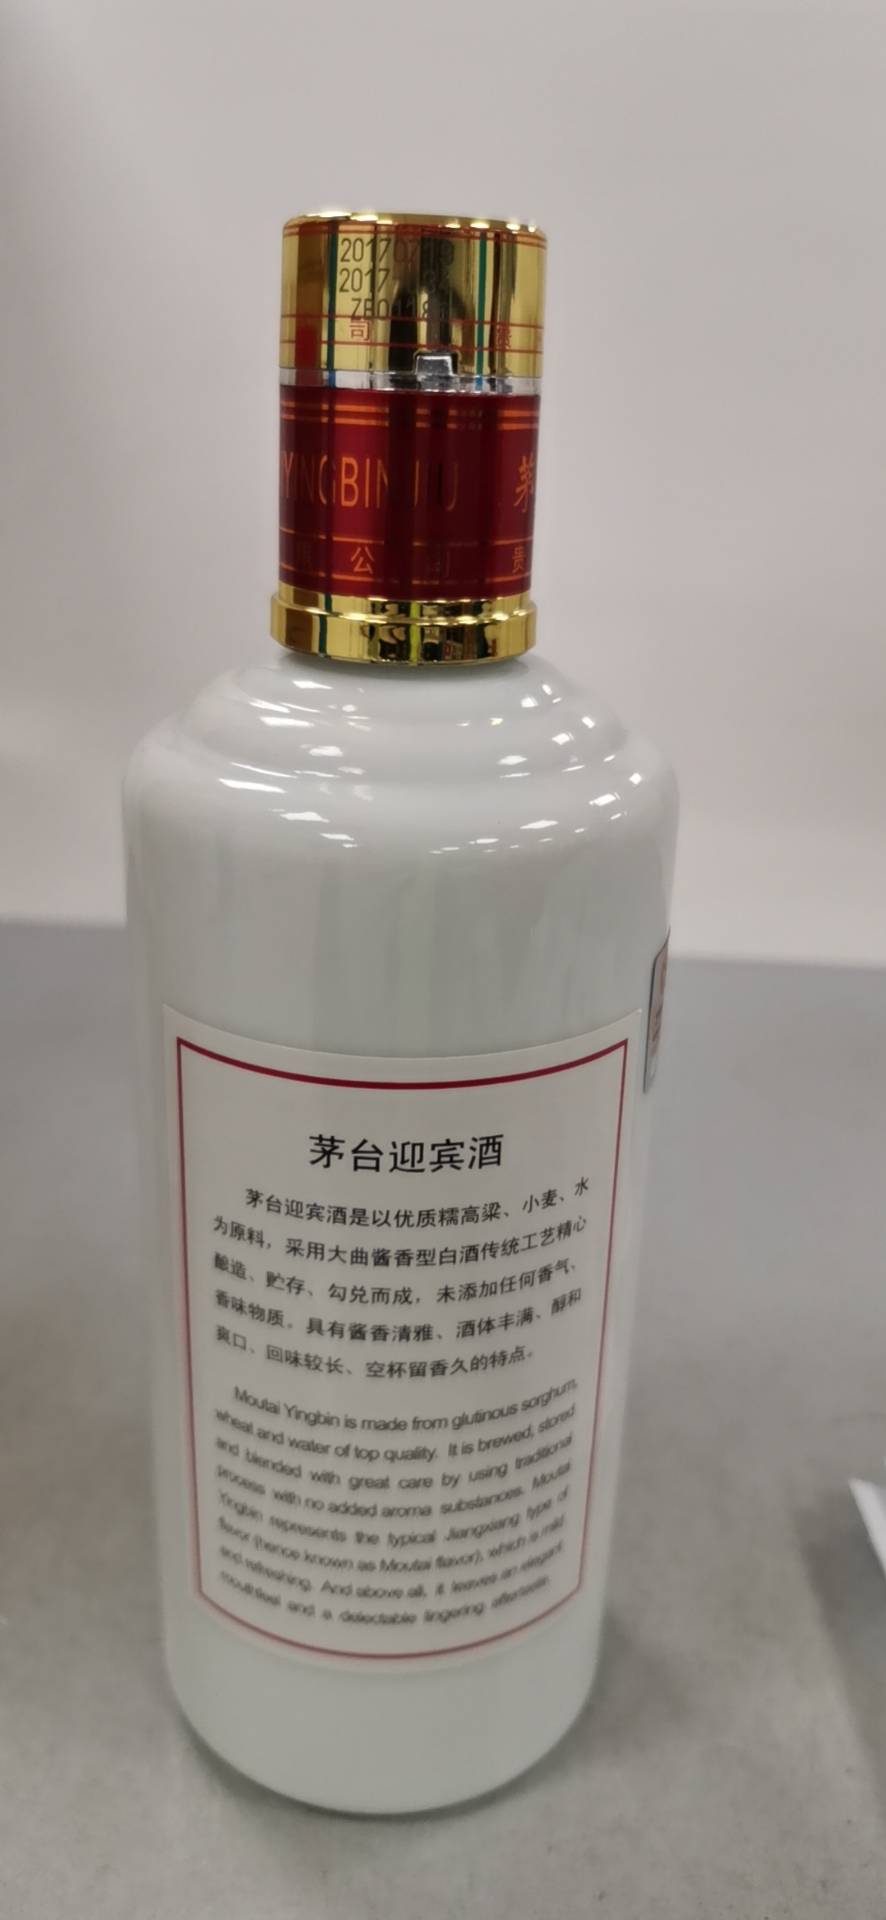 2017
2017
司
YINGBINJIU 茅
公司 贵
茅台迎宾酒
茅台迎宾酒是以优质糯高粱、小麦、水
为原料，采用大曲酱香型白酒传统工艺精心
酿造、贮存、勾兑而成，未添加任何香气、
香味物质。具有酱香清雅、酒体丰满、醇和
爽口、回味较长、空杯留香久的特点。
Moutai Yingbin is made from glutinous sorghum,
wheat and water of top quality. It is brewed, stored
and blended with great care by using traditional
process with no added aroma substances. Moutai
Yingbin represents the typical Jiangxiang type of
flavor (hence known as Moutai flavor), which is mild
and refreshing. And above all, it leaves an elegant
mouthfeel and a delectable lingering aftertaste.